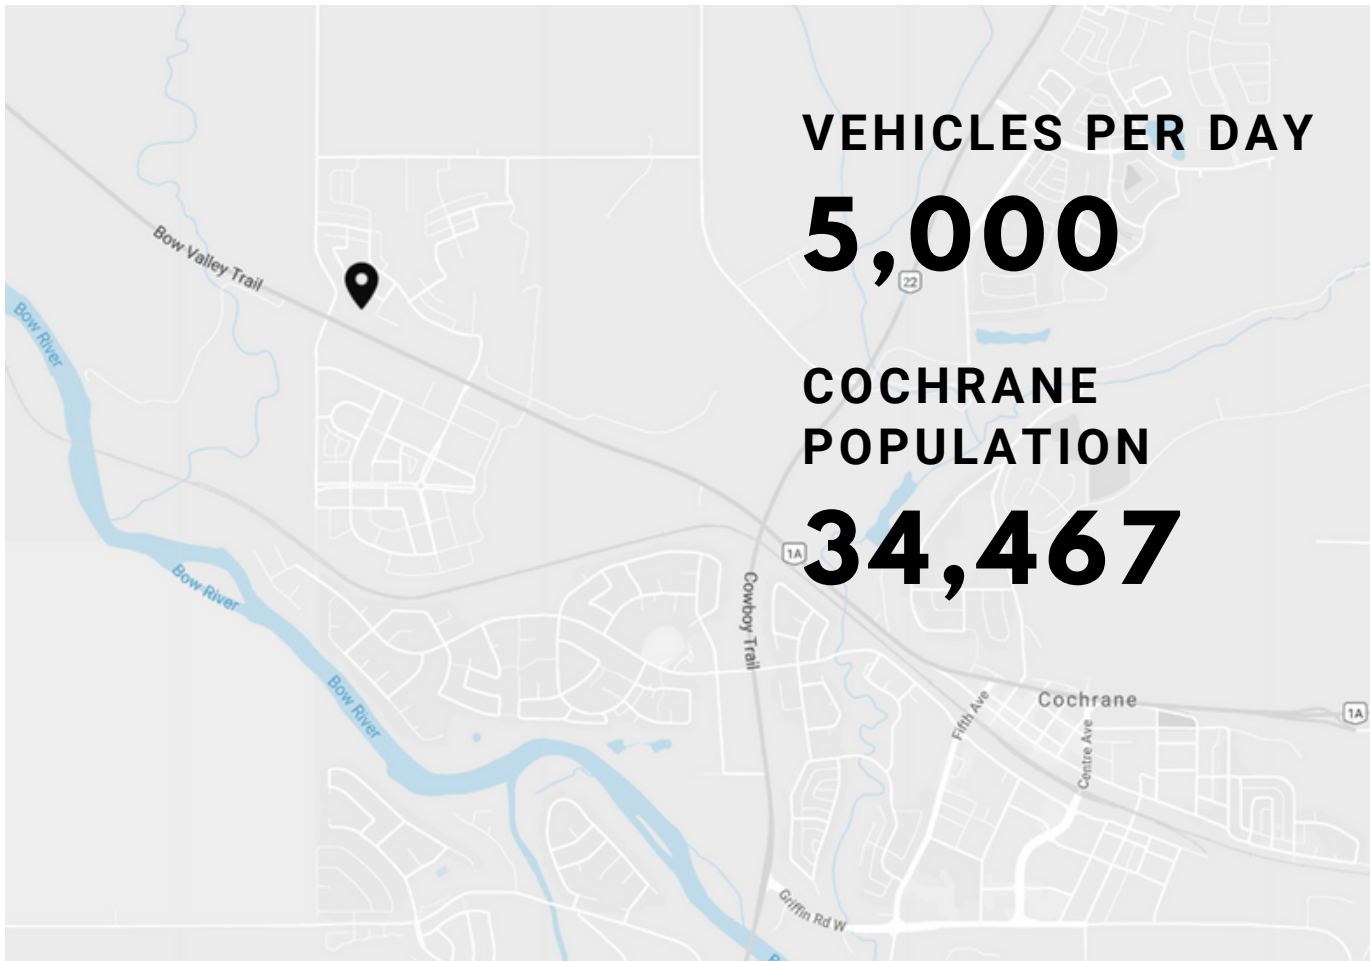 VEHICLES PER DAY
5,000
22
COCHRANE
POPULATION
34,467
Bow Valley Trail
Bow River
1A
Cowboy Trail
Bow River
Bow River
Fifth Ave
Cochrane
1A
Centre Ave
Griffin Rd W